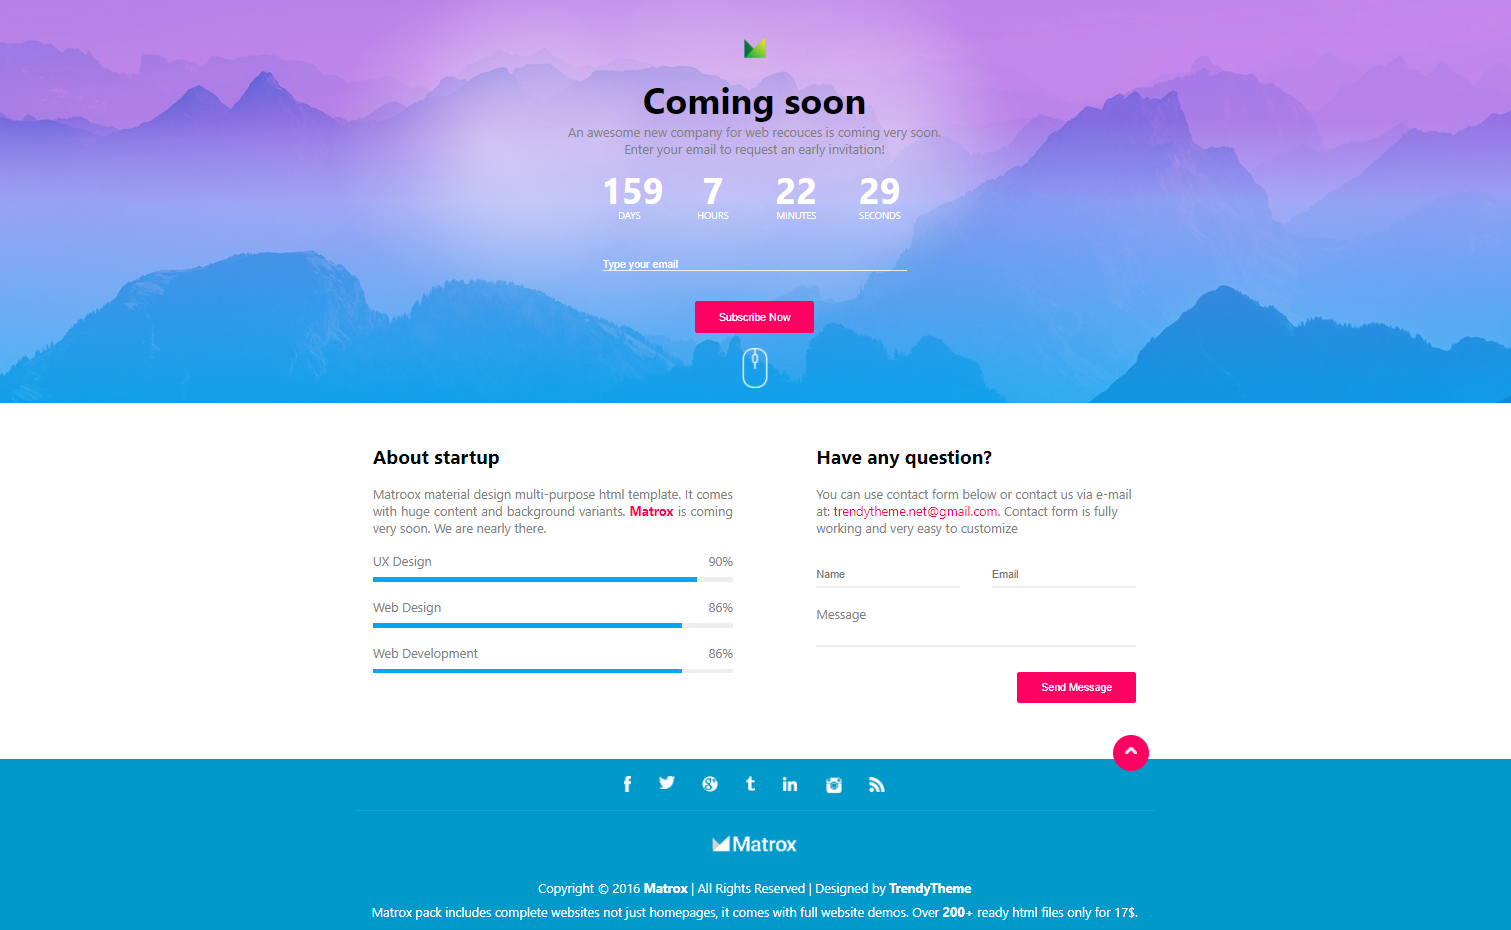 Coming soon
An awesome new company for web recouces is coming very soon.
Enter your email to request an early invitation!
159 7 22 29
DAYS HOURS MINUTES SECONDS
Type your email
Subscribe Now
About startup
Matroox material design multi-purpose html template. It comes
with huge content and background variants. Matrox is coming
very soon. We are nearly there.
UX Design 90%
Web Design 86%
Web Development 86%
Have any question?
You can use contact form below or contact us via e-mail
at: trendytheme.net@gmail.com. Contact form is fully
working and very easy to customize
Name Email
Message
Send Message
Matrox
Copyright © 2016 Matrox | All Rights Reserved | Designed by TrendyTheme
Matrox pack includes complete websites not just homepages, it comes with full website demos. Over 200+ ready html files only for 17$.